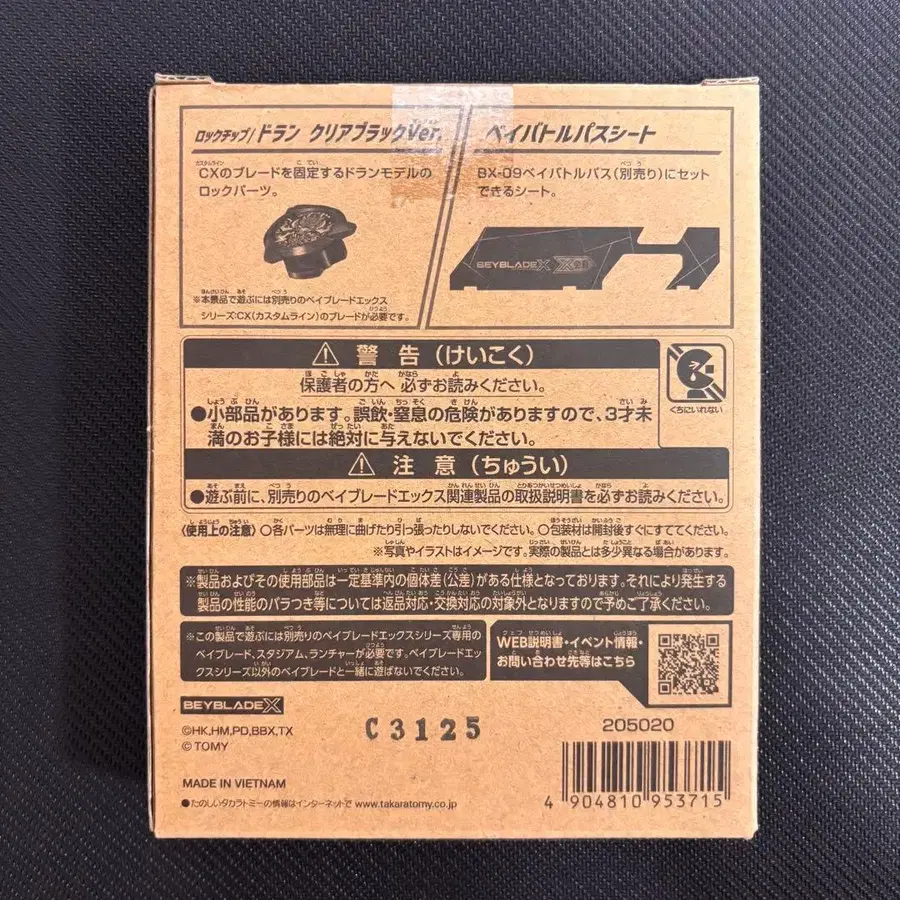 ロックチップ/ドラン クリアブラックVer.
CXのブレードを固定するドランモデルの
ロックパーツ。
※本景品で遊ぶには別売りのベイブレードエックス
シリーズ:CX(カスタムライン)のブレードが必要です。
ベイバトルパスシート
BX-09ベイバトルパス(別売り)にセット
できるシート。
BEYBLADE X
⚠ 警告(けいこく)
保護者の方へ 必ずお読みください。
●小部品があります。誤飲・窒息の危険がありますので、3才未
満のお子様には絶対に与えないでください。
くちにいれない
⚠ 注意(ちゅうい)
●遊ぶ前に、別売りのベイブレードエックス関連製品の取扱説明書を必ずお読みください。
〈使用上の注意〉 ○各パーツは無理に曲げたり引っ張ったりしないでください。○包装材は開封後すぐにすててください。
※写真やイラストはイメージです。実際の製品とは多少異なる場合があります。
※製品およびその使用部品は一定基準内の個体差(公差)がある仕様となっております。それにより発生する
製品の性能のバラつき等については返品対応・交換対応の対象外となりますので予めご了承ください。
※この製品で遊ぶには別売りのベイブレードエックスシリーズ専用の
ベイブレード、スタジアム、ランチャーが必要です。ベイブレードエッ
クスシリーズ以外のベイブレードと一緒に遊ばないでください。
WEB説明書・イベント情報・
お問い合わせ先等はこちら
BEYBLADE X
©HK,HM,PD,BBX,TX
© TOMY
C3125
205020
MADE IN VIETNAM
●たのしいタカラトミーの情報はインターネットで www.takaratomy.co.jp
4 904810 953715